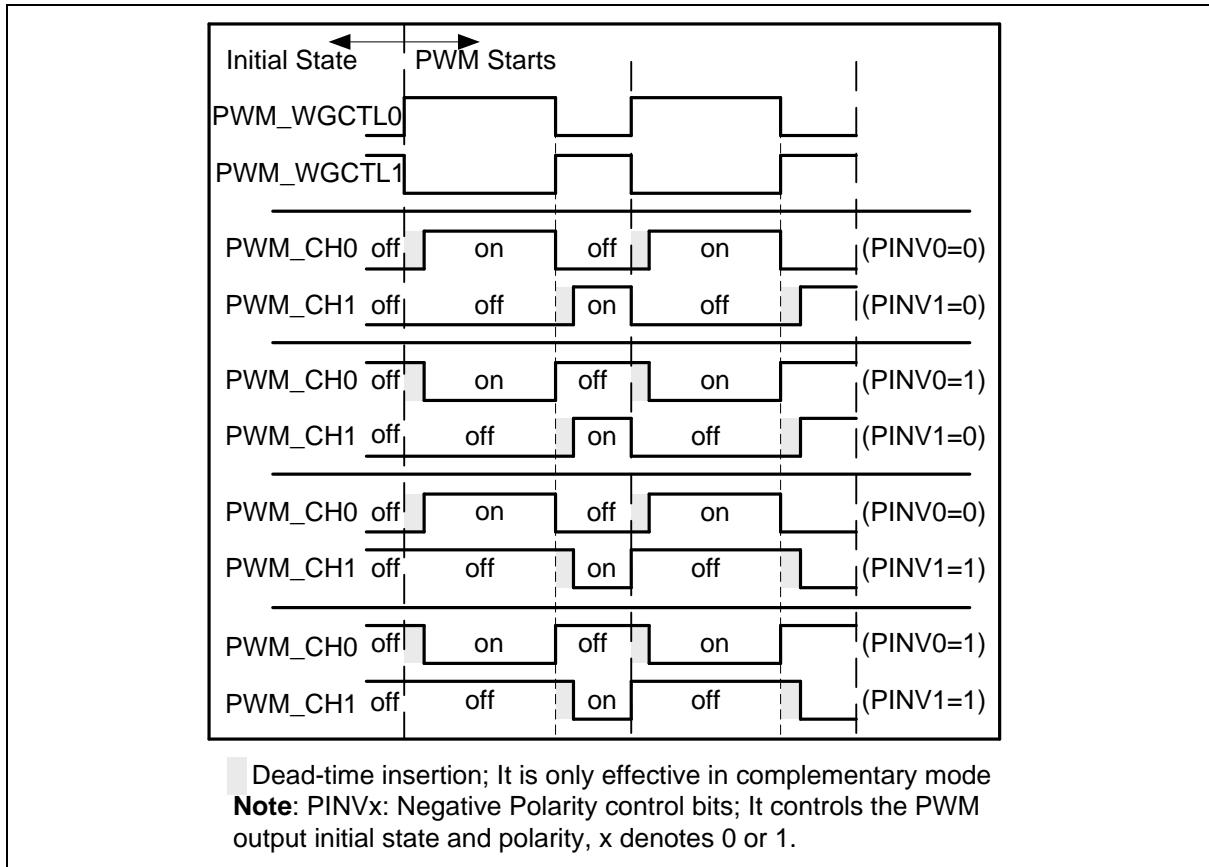 Initial State PWM Starts
PWM_WGCTL0
PWM_WGCTL1
PWM_CH0 off on off on (PINV0=0)
PWM_CH1 off off on off (PINV1=0)
PWM_CH0 off on off on (PINV0=1)
PWM_CH1 off off on off (PINV1=0)
PWM_CH0 off on off on (PINV0=0)
PWM_CH1 off off on off (PINV1=1)
PWM_CH0 off on off on (PINV0=1)
PWM_CH1 off off on off (PINV1=1)
Dead-time insertion; It is only effective in complementary mode
Note: PINVx: Negative Polarity control bits; It controls the PWM
output initial state and polarity, x denotes 0 or 1.